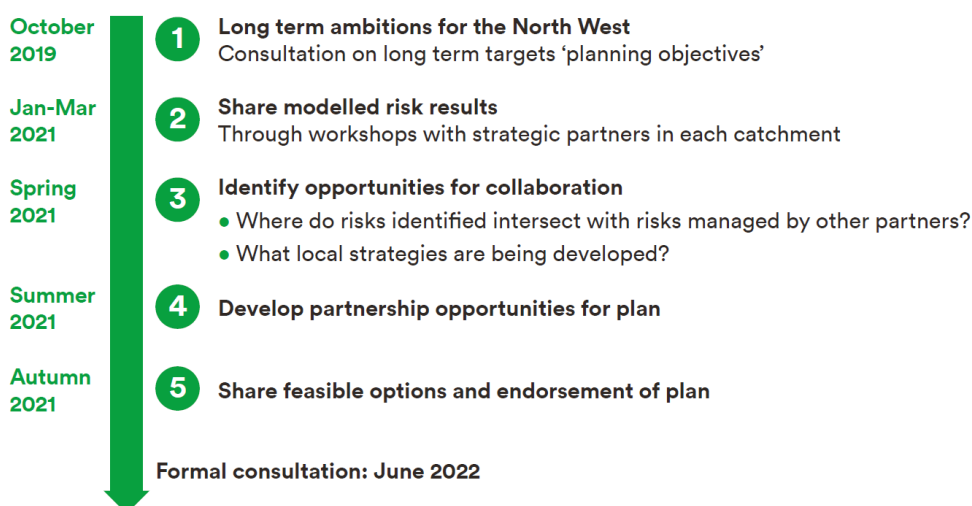 October
2019
1
Long term ambitions for the North West
Consultation on long term targets ‘planning objectives’
Jan-Mar
2021
2
Share modelled risk results
Through workshops with strategic partners in each catchment
Spring
2021
3
Identify opportunities for collaboration
• Where do risks identified intersect with risks managed by other partners?
• What local strategies are being developed?
Summer
2021
4
Develop partnership opportunities for plan
Autumn
2021
5
Share feasible options and endorsement of plan
Formal consultation: June 2022